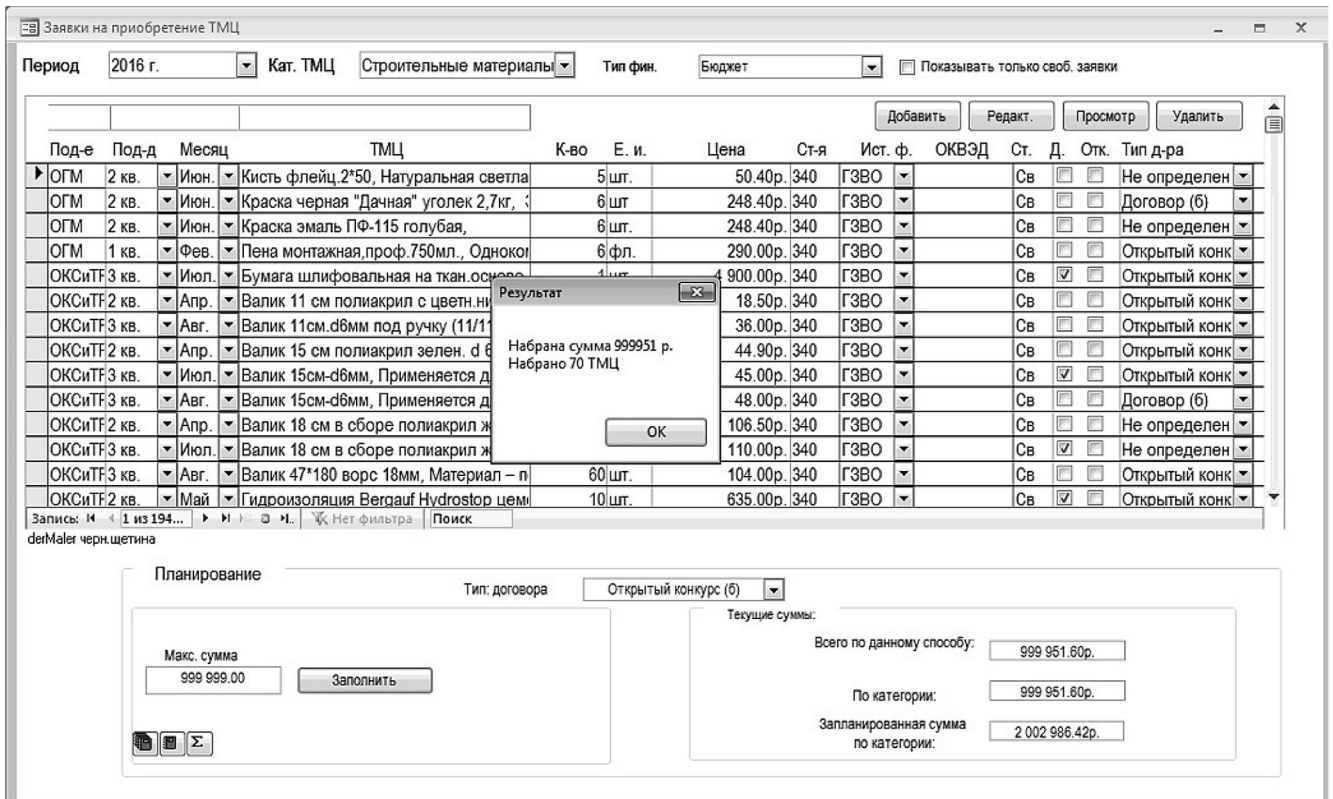 Заявки на приобретение ТМЦ
Период 2016 г. Кат. ТМЦ Строительные материалы Тип фин. Бюджет Показывать только своб. заявки
Добавить Редакт. Просмотр Удалить
Под-е Под-д Месяц ТМЦ К-во Е. и. Цена Ст-я Ист. ф. ОКВЭД Ст. Д. Отк. Тип д-ра
ОГМ 2 кв. Июн. Кисть флейц.2*50, Натуральная светла 5 шт. 50.40р. 340 ГЗВО Св Не определен
ОГМ 2 кв. Июн. Краска черная "Дачная" уголек 2,7кг, 6 шт 248.40р. 340 ГЗВО Св Договор (б)
ОГМ 2 кв. Июн. Краска эмаль ПФ-115 голубая, 6 шт. 248.40р. 340 ГЗВО Св Не определен
ОГМ 1 кв. Фев. Пена монтажная,проф.750мл., Одноком 6 фл. 290.00р. 340 ГЗВО Св Открытый конк
ОКСиТР 3 кв. Июл. Бумага шлифовальная на ткан.основе 1 шт. 4 900.00р. 340 ГЗВО Св Открытый конк
ОКСиТР 2 кв. Апр. Валик 11 см полиакрил с цветн.ни 18.50р. 340 ГЗВО Св Открытый конк
ОКСиТР 3 кв. Авг. Валик 11см.d6мм под ручку (11/11 36.00р. 340 ГЗВО Св Открытый конк
ОКСиТР 2 кв. Апр. Валик 15 см полиакрил зелен. d 6 44.90р. 340 ГЗВО Св Открытый конк
ОКСиТР 3 кв. Июл. Валик 15см-d6мм, Применяется д 45.00р. 340 ГЗВО Св Открытый конк
ОКСиТР 3 кв. Авг. Валик 15см-d6мм, Применяется д 48.00р. 340 ГЗВО Св Договор (б)
ОКСиТР 2 кв. Апр. Валик 18 см в сборе полиакрил ж 106.50р. 340 ГЗВО Св Не определен
ОКСиТР 3 кв. Июл. Валик 18 см в сборе полиакрил ж 110.00р. 340 ГЗВО Св Не определен
ОКСиТР 3 кв. Авг. Валик 47*180 ворс 18мм, Материал – п 60 шт. 104.00р. 340 ГЗВО Св Открытый конк
ОКСиТР 2 кв. Май Гидроизоляция Bergauf Hydrostop цем 10 шт. 635.00р. 340 ГЗВО Св Открытый конк
Результат
Набрана сумма 999951 р.
Набрано 70 ТМЦ
ОК
Запись: 1 из 194... Нет фильтра Поиск
derMaler черн.щетина
Планирование
Тип: договора Открытый конкурс (б)
Текущие суммы:
Всего по данному способу: 999 951.60р.
Макс. сумма
999 999.00 Заполнить
По категории: 999 951.60р.
Запланированная сумма
по категории: 2 002 986.42р.